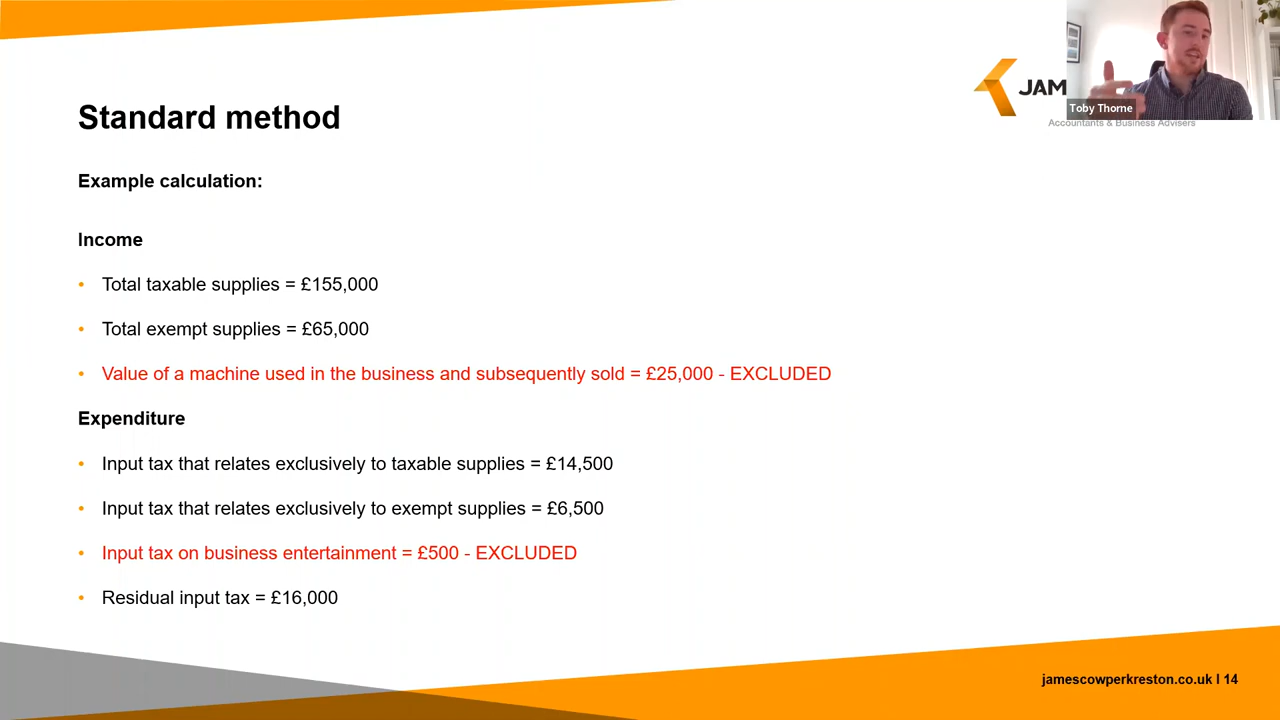 Standard method
JAM
Toby Thorne
Accountants & Business Advisers
Example calculation:
Income
• Total taxable supplies = £155,000
• Total exempt supplies = £65,000
• Value of a machine used in the business and subsequently sold = £25,000 - EXCLUDED
Expenditure
• Input tax that relates exclusively to taxable supplies = £14,500
• Input tax that relates exclusively to exempt supplies = £6,500
• Input tax on business entertainment = £500 - EXCLUDED
• Residual input tax = £16,000
jamescowperkreston.co.uk I 14